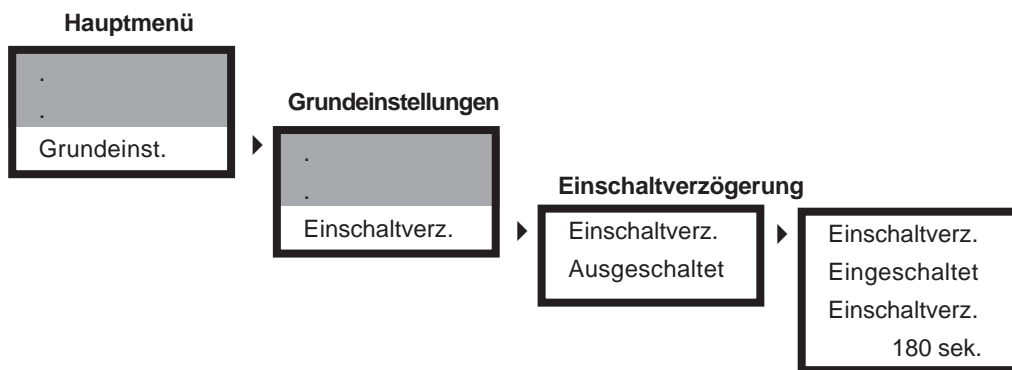 Hauptmenü
.
.
Grundeinst.
Grundeinstellungen
.
.
Einschaltverz.
Einschaltverzögerung
Einschaltverz.
Ausgeschaltet
Einschaltverz.
Eingeschaltet
Einschaltverz.
180 sek.